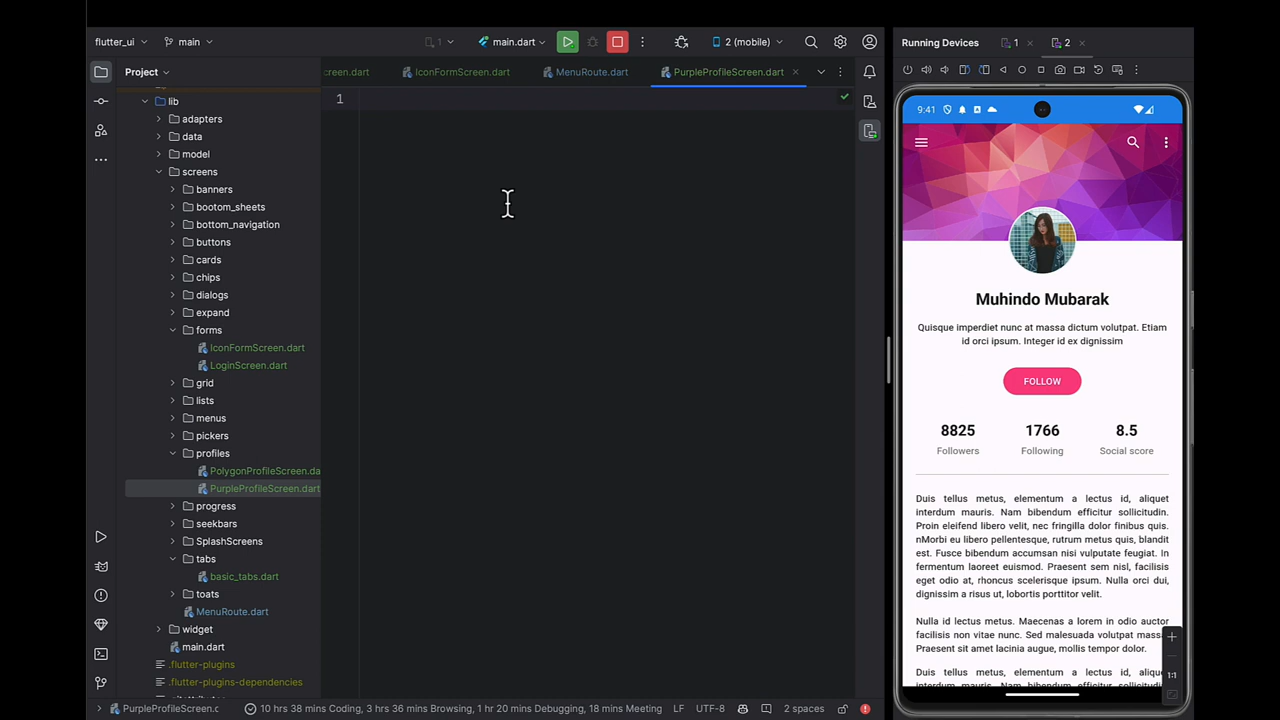 flutter_ui
main
1
main.dart
2 (mobile)
Running Devices
1
2
Project
creen.dart
IconFormScreen.dart
MenuRoute.dart
PurpleProfileScreen.dart
1
lib
adapters
data
model
screens
banners
bootom_sheets
bottom_navigation
buttons
cards
chips
dialogs
expand
forms
IconFormScreen.dart
LoginScreen.dart
grid
lists
menus
pickers
profiles
PolygonProfileScreen.da
PurpleProfileScreen.dart
progress
seekbars
SplashScreens
tabs
basic_tabs.dart
toats
MenuRoute.dart
widget
main.dart
.flutter-plugins
.flutter-plugins-dependencies
9:41
Muhindo Mubarak
Quisque imperdiet nunc at massa dictum volutpat. Etiam
id orci ipsum. Integer id ex dignissim
FOLLOW
8825 1766 8.5
Followers Following Social score
Duis tellus metus, elementum a lectus id, aliquet
interdum mauris. Nam bibendum efficitur sollicitudin.
Proin eleifend libero velit, nec fringilla dolor finibus quis.
nMorbi eu libero pellentesque, rutrum metus quis, blandit
est. Fusce bibendum accumsan nisi vulputate feugiat. In
fermentum laoreet euismod. Praesent sem nisl, facilisis
eget odio at, rhoncus scelerisque ipsum. Nulla orci dui,
dignissim a risus ut, lobortis porttitor velit.
Nulla id lectus metus. Maecenas a lorem in odio auctor
facilisis non vitae nunc. Sed malesuada volutpat massa
Praesent sit amet lacinia augue, mollis tempor dolor.
Duis tellus metus, elementum a lectus id, aliquet
1:1
PurpleProfileScreen.c
10 hrs 38 mins Coding, 3 hrs 36 mins Browsing, 1 hr 20 mins Debugging, 18 mins Meeting
LF
UTF-8
2 spaces